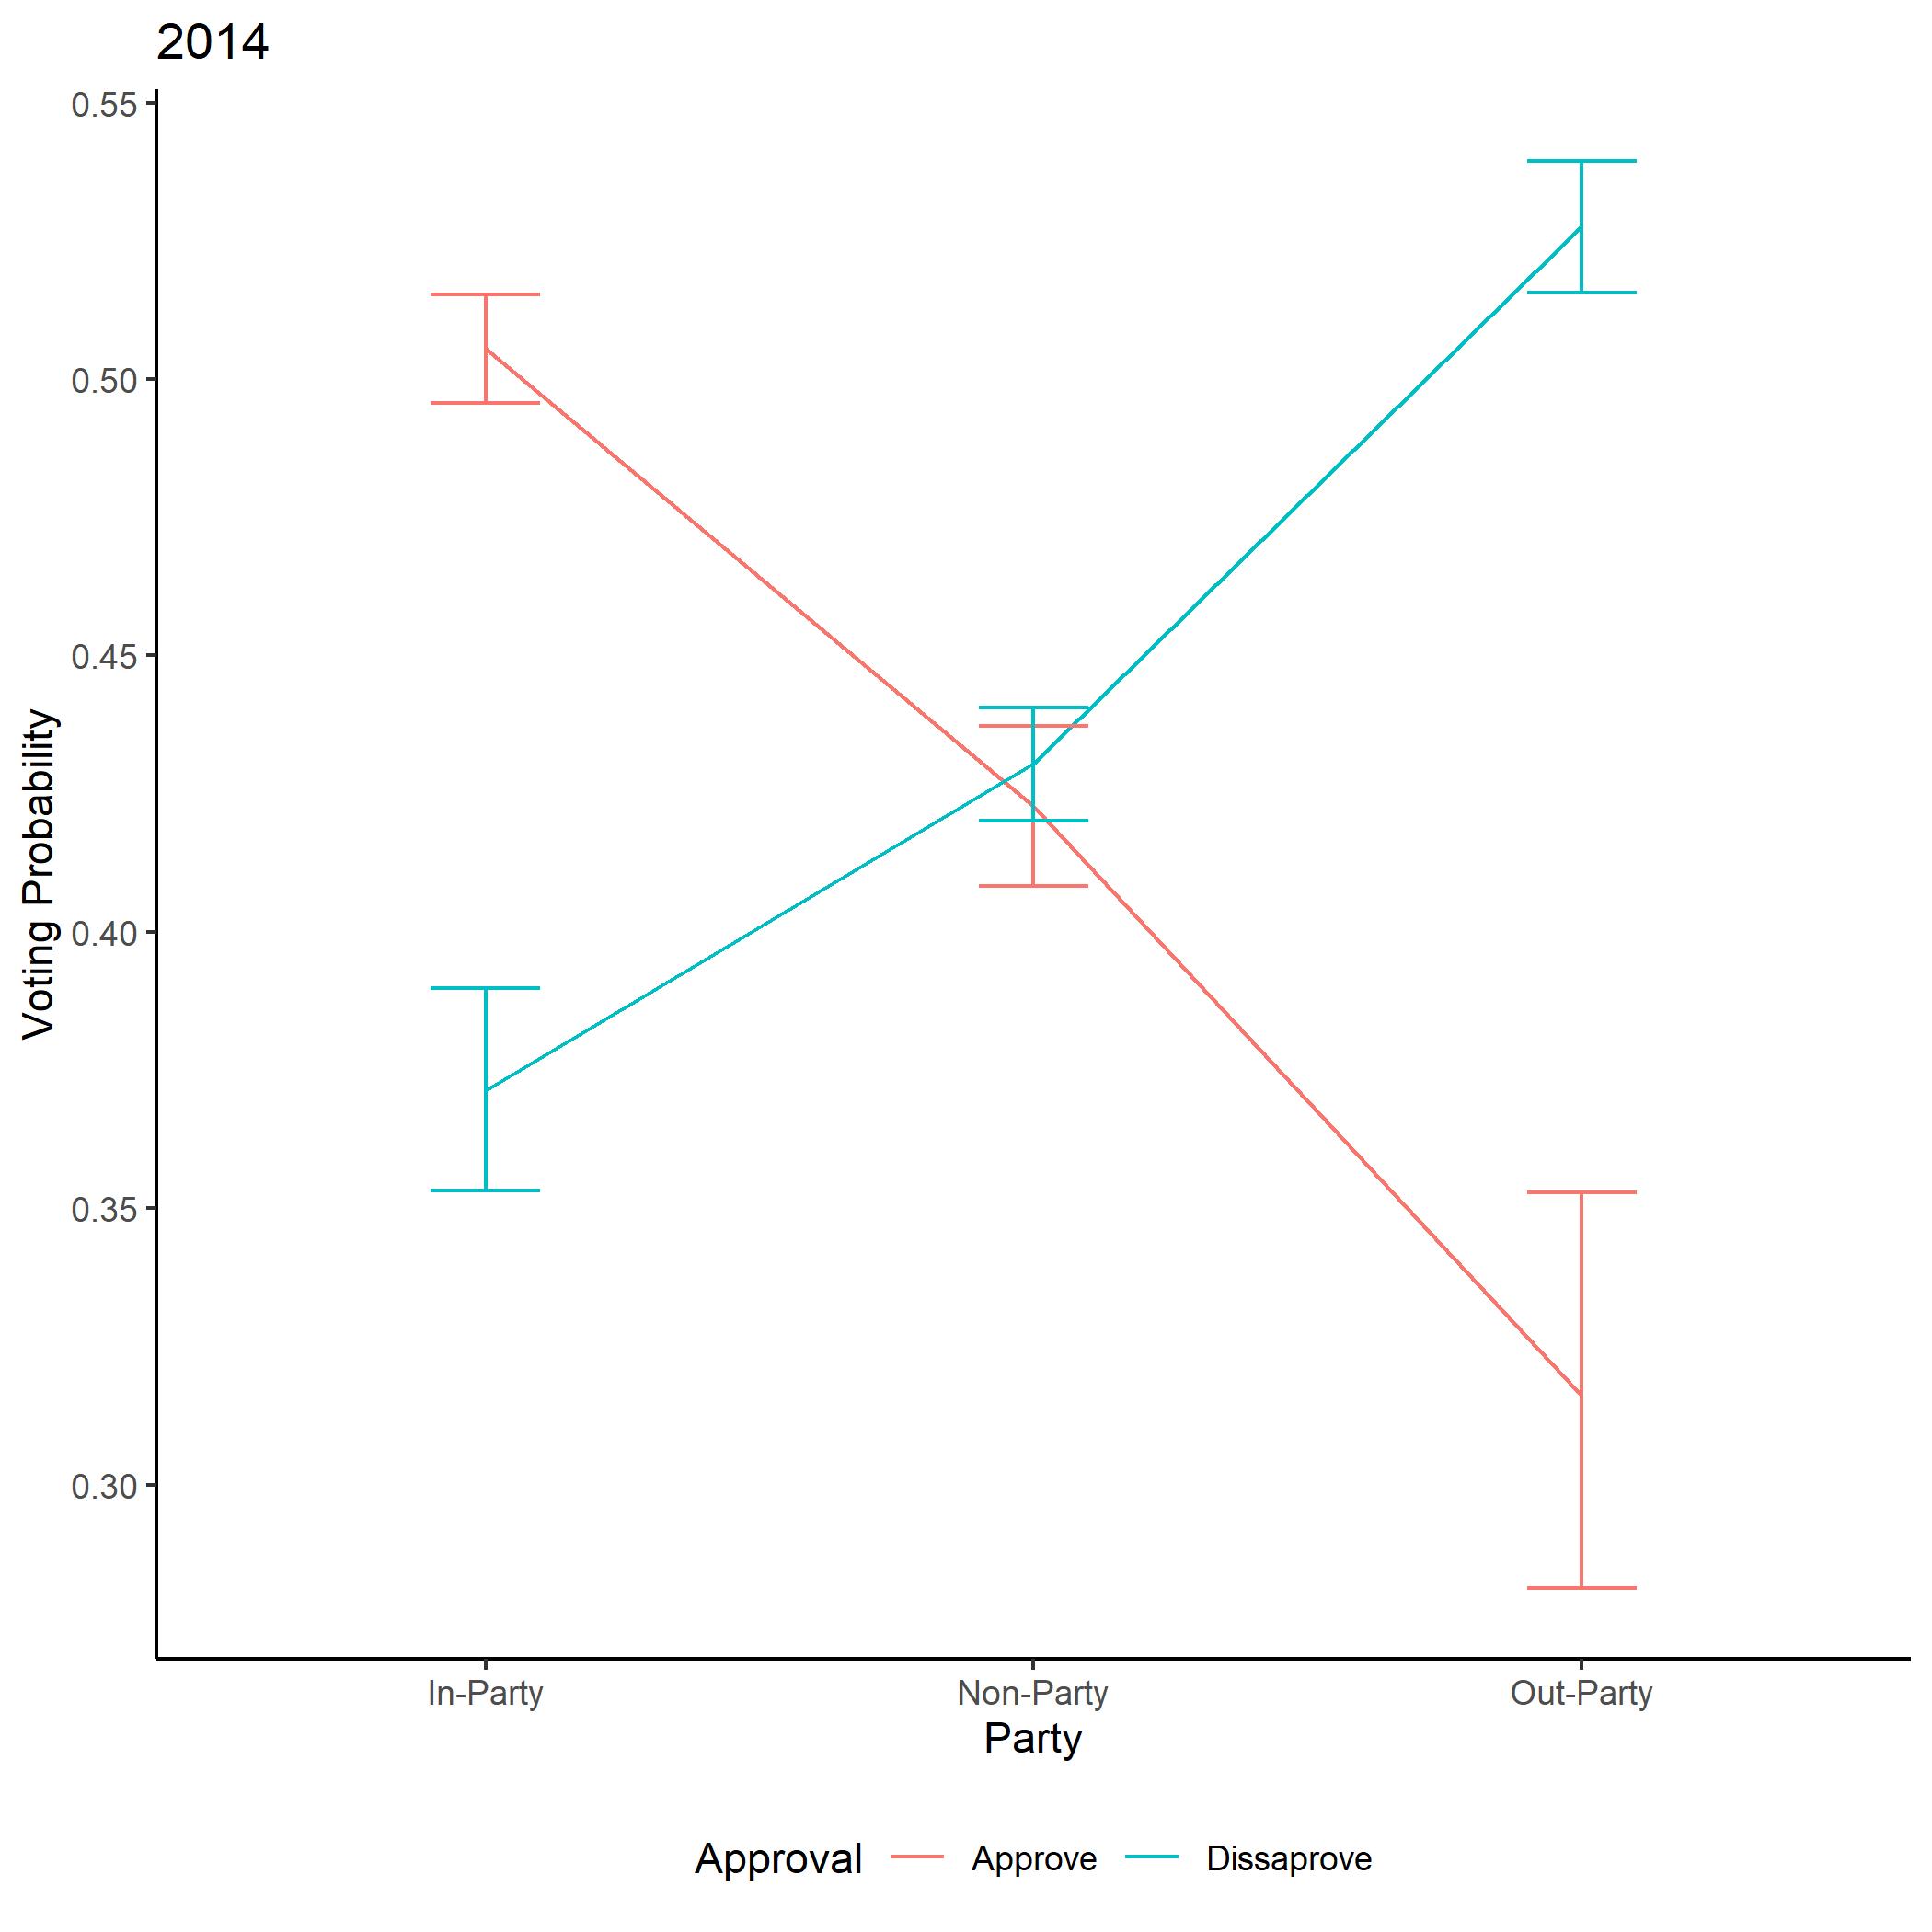 2014
0.55
0.50
0.45
0.40
0.35
0.30
Voting Probability
In-Party Non-Party Out-Party
Party
Approval Approve Dissaprove